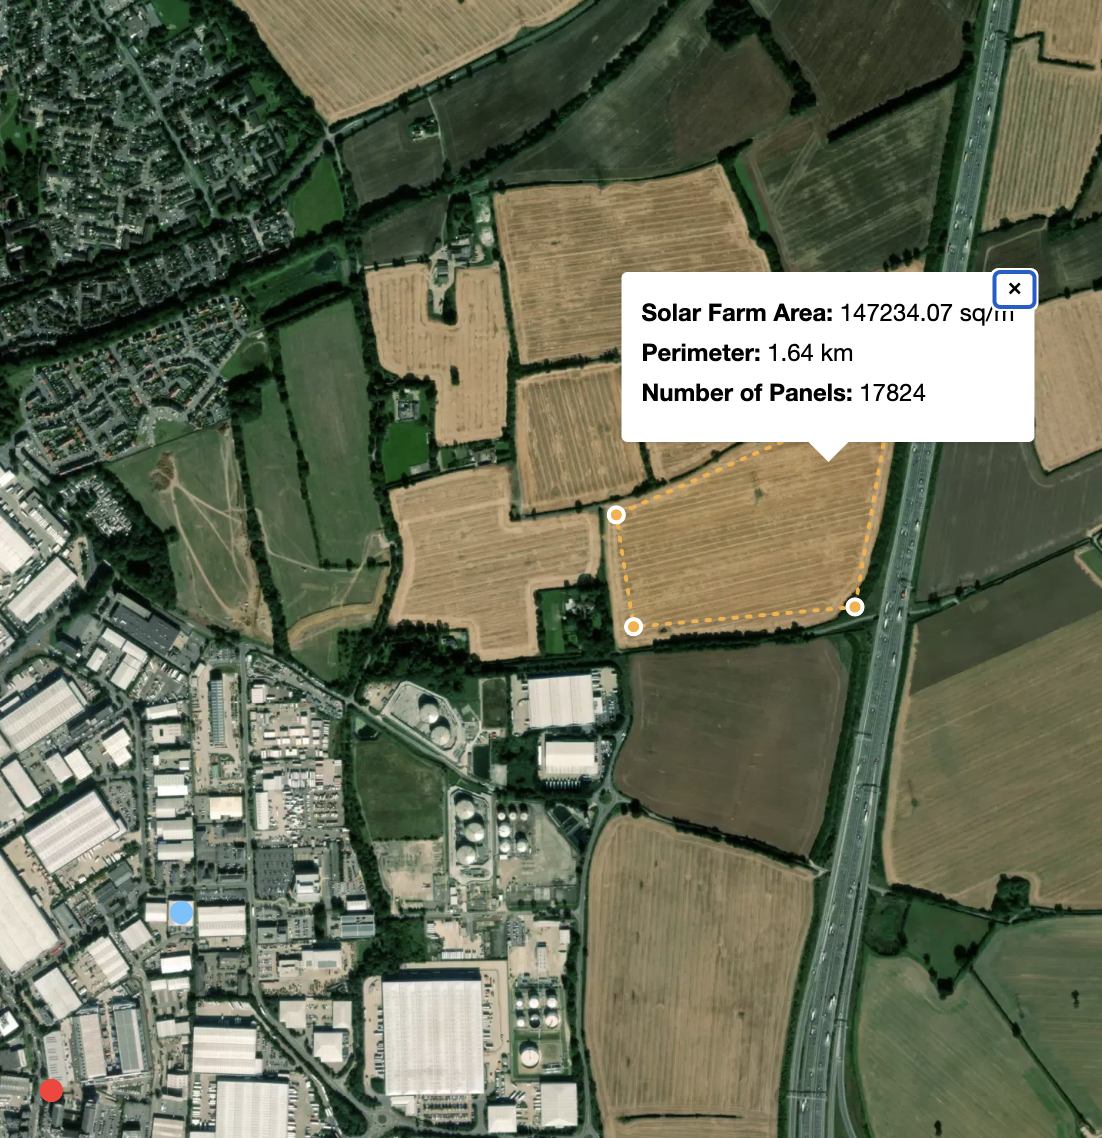 ×
Solar Farm Area: 147234.07 sq/m
Perimeter: 1.64 km
Number of Panels: 17824